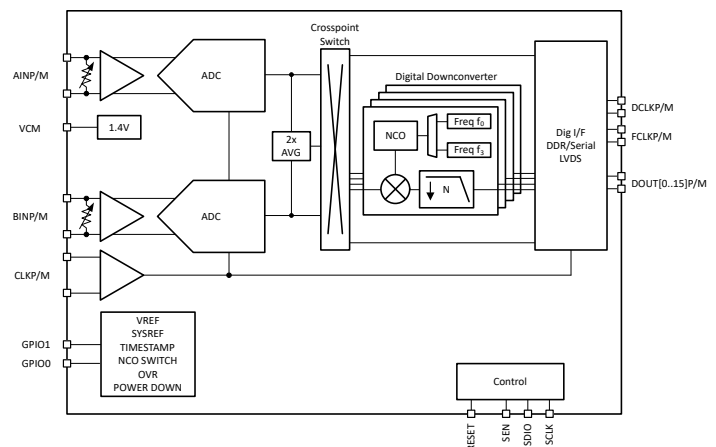 Crosspoint
Switch
AINP/M
ADC
Digital Downconverter
VCM
1.4V
2x
AVG
NCO
Freq f0
Freq f3
Dig I/F
DDR/Serial
LVDS
DCLKP/M
FCLKP/M
DOUT[0..15]P/M
N
BINP/M
ADC
CLKP/M
GPIO1
GPIO0
VREF
SYSREF
TIMESTAMP
NCO SWITCH
OVR
POWER DOWN
Control
RESET
SEN
SDIO
SCLK